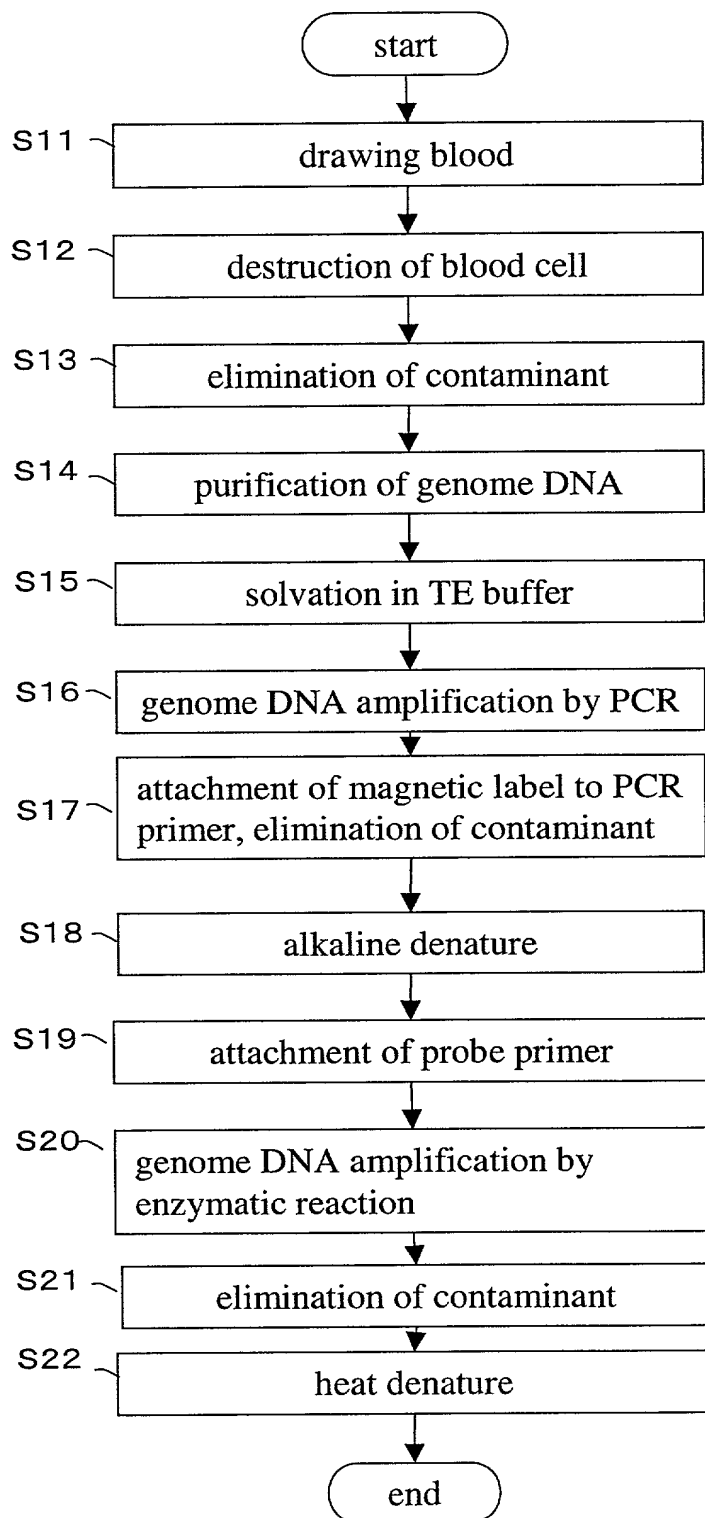 start
S11
drawing blood
S12
destruction of blood cell
S13
elimination of contaminant
S14
purification of genome DNA
S15
solvation in TE buffer
S16
genome DNA amplification by PCR
S17
attachment of magnetic label to PCR
primer, elimination of contaminant
S18
alkaline denature
S19
attachment of probe primer
S20
genome DNA amplification by
enzymatic reaction
S21
elimination of contaminant
S22
heat denature
end